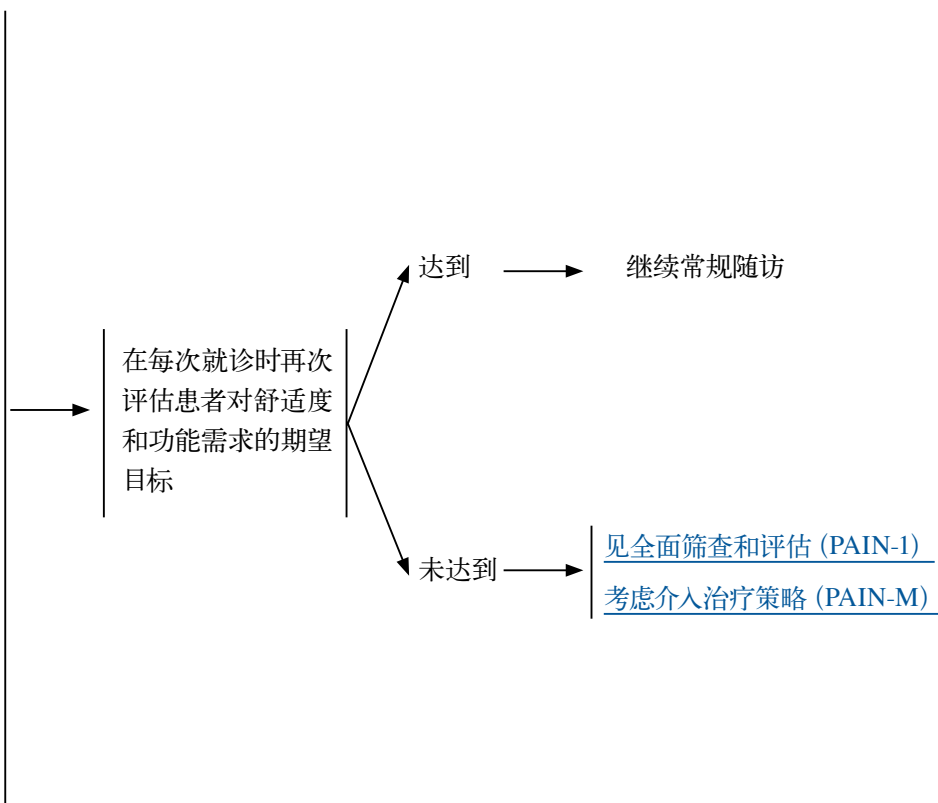 达到
继续常规随访
在每次就诊时再次
评估患者对舒适度
和功能需求的期望
目标
未达到
见全面筛查和评估 (PAIN-1)
考虑介入治疗策略 (PAIN-M)